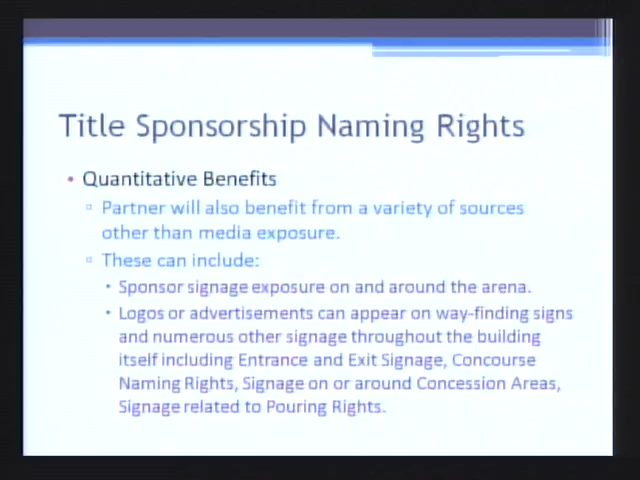 Title Sponsorship Naming Rights
• Quantitative Benefits
▫ Partner will also benefit from a variety of sources
other than media exposure.
▫ These can include:
• Sponsor signage exposure on and around the arena.
• Logos or advertisements can appear on way-finding signs
and numerous other signage throughout the building
itself including Entrance and Exit Signage, Concourse
Naming Rights, Signage on or around Concession Areas,
Signage related to Pouring Rights.